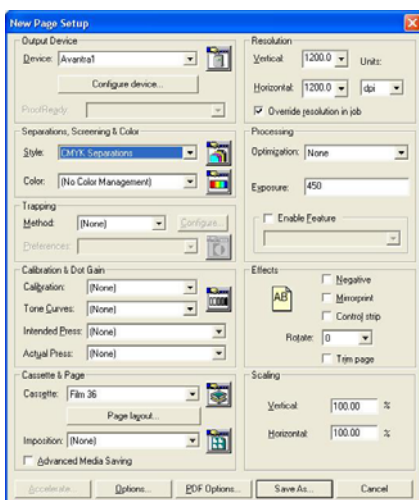 New Page Setup
Output Device
Device: Avantra1
Configure device...
ProofReady:
Separations, Screening & Color
Style: CMYK Separations
Color: (No Color Management)
Trapping
Method: (None) Configure...
Preferences:
Calibration & Dot Gain
Calibration: (None)
Tone Curves: (None)
Intended Press: (None)
Actual Press: (None)
Cassette & Page
Cassette: Film 36
Page layout...
Imposition: (None)
Advanced Media Saving
Resolution
Vertical: 1200.0 Units:
Horizontal: 1200.0 dpi
Override resolution in job
Processing
Optimization: None
Exposure: 450
Enable Feature
Effects
AB
Negative
Mirrorprint
Control strip
Rotate: 0
Trim page
Scaling
Vertical: 100.00 %
Horizontal: 100.00 %
Accelerate... Options... PDF Options... Save As... Cancel